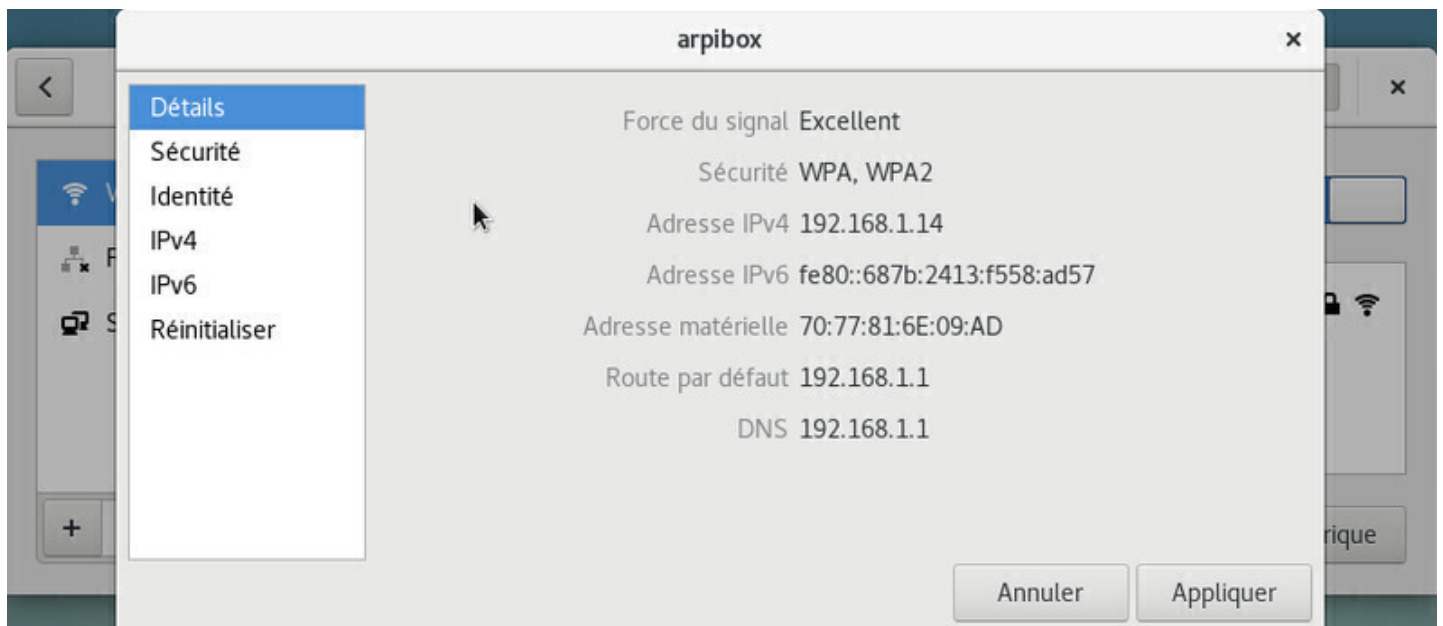 arpibox
Détails
Sécurité
Identité
IPv4
IPv6
Réinitialiser
Force du signal Excellent
Sécurité WPA, WPA2
Adresse IPv4 192.168.1.14
Adresse IPv6 fe80::687b:2413:f558:ad57
Adresse matérielle 70:77:81:6E:09:AD
Route par défaut 192.168.1.1
DNS 192.168.1.1
rique
Annuler Appliquer